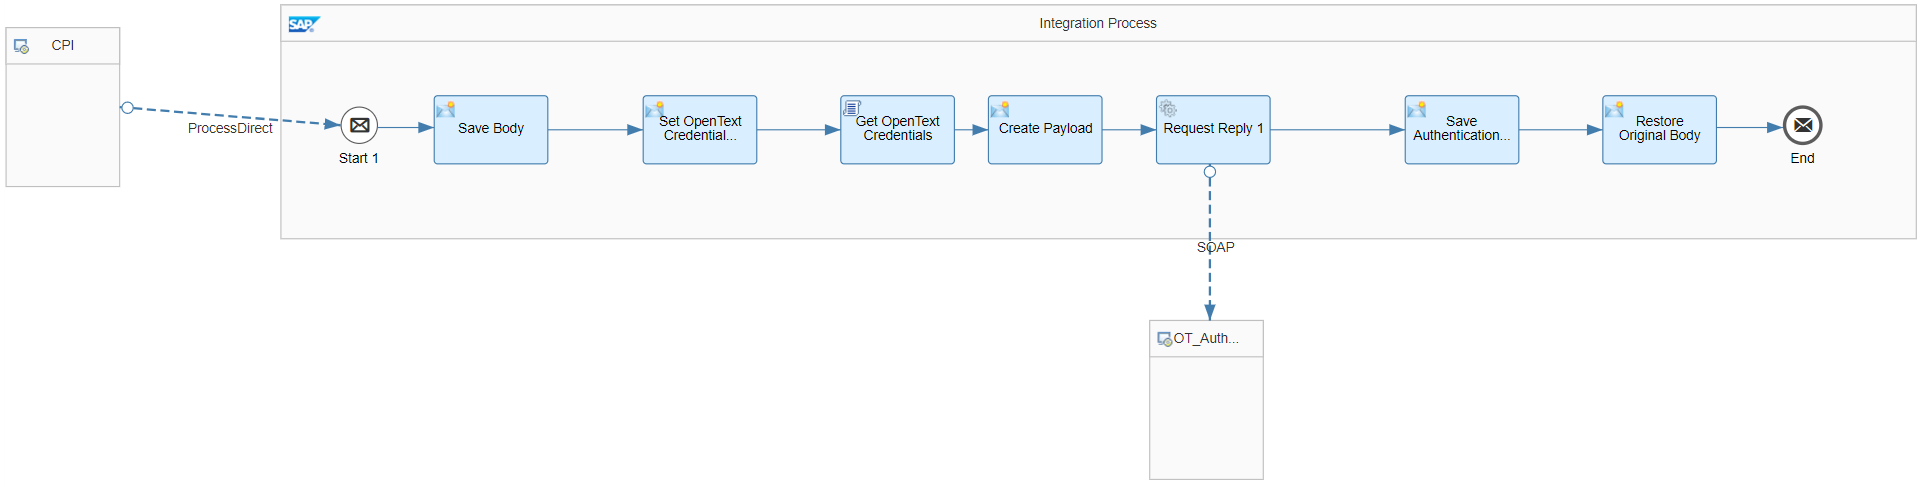 SAP
Integration Process
CPI
ProcessDirect
Start 1
Save Body
Set OpenText
Credential...
Get OpenText
Credentials
Create Payload
Request Reply 1
Save
Authentication...
Restore
Original Body
End
SOAP
OT_Auth...